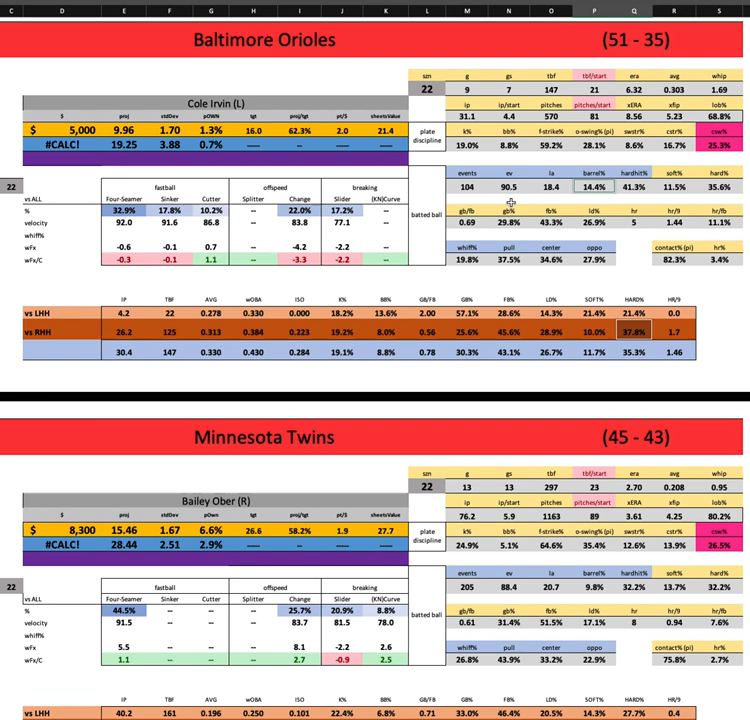 C D E F G H I J K L M N O P Q R S
Baltimore Orioles (51 - 35)
szn g gs tbf tbf/start era avg whip
22 9 7 147 21 6.32 0.303 1.69
Cole Irvin (L) ip ip/start pitches pitches/start xERA xfip lob%
$ proj stdDev pOWN tgt proj/tgt pt/$ sheetsValue 31.1 4.4 570 81 8.56 5.23 68.8%
$ 5,000 9.96 1.70 1.3% 16.0 62.3% 2.0 21.4 plate discipline k% bb% f-strike% o-swing% (pi) swstr% cstr% csw%
#CALC! 19.25 3.88 0.7% ---- -- ---- -- 19.0% 8.8% 59.2% 28.1% 8.6% 16.7% 25.3%
events ev la barrel% hardhit% soft% hard%
22 fastball offspeed breaking 104 90.5 18.4 14.4% 41.3% 11.5% 35.6%
vs ALL Four-Seamer Sinker Cutter Splitter Change Slider (KN)Curve
% 32.9% 17.8% 10.2% -- 22.0% 17.2% -- batted ball gb/fb gb% fb% ld% hr hr/9 hr/fb
velocity 92.0 91.6 86.8 -- 83.8 77.1 -- 0.69 29.8% 43.3% 26.9% 5 1.44 11.1%
whiff%
wFx -0.6 -0.1 0.7 -- -4.2 -2.2 -- whiff% pull center oppo contact% (pi) hr%
wFx/C -0.3 -0.1 1.1 -- -3.3 -2.2 -- 19.8% 37.5% 34.6% 27.9% 82.3% 3.4%
IP TBF AVG wOBA ISO K% BB% GB/FB GB% FB% LD% SOFT% HARD% HR/9
vs LHH 4.2 22 0.278 0.330 0.000 18.2% 13.6% 2.00 57.1% 28.6% 14.3% 21.4% 21.4% 0.0
vs RHH 26.2 125 0.313 0.384 0.223 19.2% 8.0% 0.56 25.6% 45.6% 28.9% 10.0% 37.8% 1.7
30.4 147 0.330 0.430 0.284 19.1% 8.8% 0.78 30.3% 43.1% 26.7% 11.7% 35.3% 1.46
Minnesota Twins (45 - 43)
szn g gs tbf tbf/start era avg whip
22 13 13 297 23 2.70 0.208 0.95
Bailey Ober (R) ip ip/start pitches pitches/start xERA xfip lob%
$ proj stdDev pOwn tgt proj/tgt pt/$ sheetsValue 76.2 5.9 1163 89 3.61 4.25 80.2%
$ 8,300 15.46 1.67 6.6% 26.6 58.2% 1.9 27.7 plate discipline k% bb% f-strike% o-swing% (pi) swstr% cstr% csw%
#CALC! 28.44 2.51 2.9% ---- -- ---- -- 24.9% 5.1% 64.6% 35.4% 12.6% 13.9% 26.5%
events ev la barrel% hardhit% soft% hard%
22 fastball offspeed breaking 205 88.4 20.7 9.8% 32.2% 13.7% 32.2%
vs ALL Four-Seamer Sinker Cutter Splitter Change Slider (KN)Curve
% 44.5% -- -- -- 25.7% 20.9% 8.8% batted ball gb/fb gb% fb% ld% hr hr/9 hr/fb
velocity 91.5 -- -- -- 83.7 81.5 78.0 0.61 31.4% 51.5% 17.1% 8 0.94 7.6%
whiff%
wFx 5.5 -- -- -- 8.1 -2.2 2.6 whiff% pull center oppo contact% (pi) hr%
wFx/C 1.1 -- -- -- 2.7 -0.9 2.5 26.8% 43.9% 33.2% 22.9% 75.8% 2.7%
IP TBF AVG wOBA ISO K% BB% GB/FB GB% FB% LD% SOFT% HARD% HR/9
vs LHH 40.2 161 0.196 0.250 0.101 22.4% 6.8% 0.71 33.0% 46.4% 20.5% 14.3% 27.7% 0.4